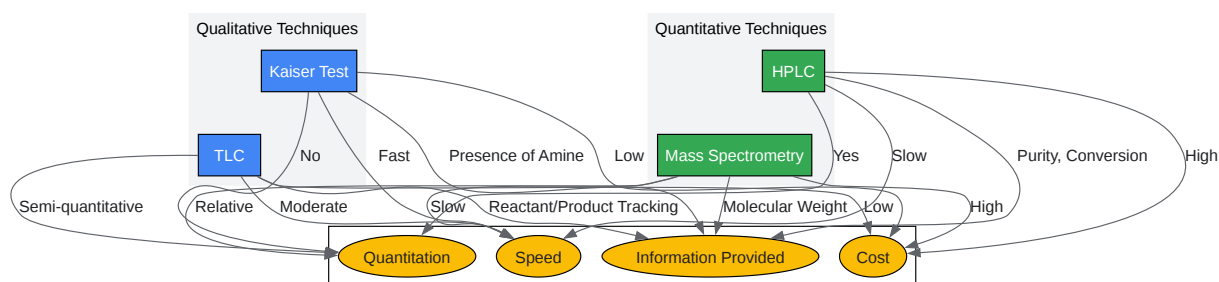 Qualitative Techniques
Quantitative Techniques
Kaiser Test
HPLC
TLC
No
Fast
Presence of Amine
Low
Mass Spectrometry
Yes
Slow
Purity, Conversion
High
Semi-quantitative
Relative
Moderate
Slow
Reactant/Product Tracking
Molecular Weight
Low
High
Quantitation
Speed
Information Provided
Cost